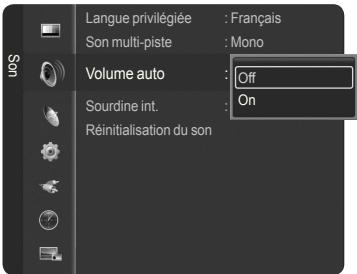 Son
Langue privilégiée : Français
Son multi-piste : Mono
Volume auto :
Off
On
Sourdine int. :
Réinitialisation du son